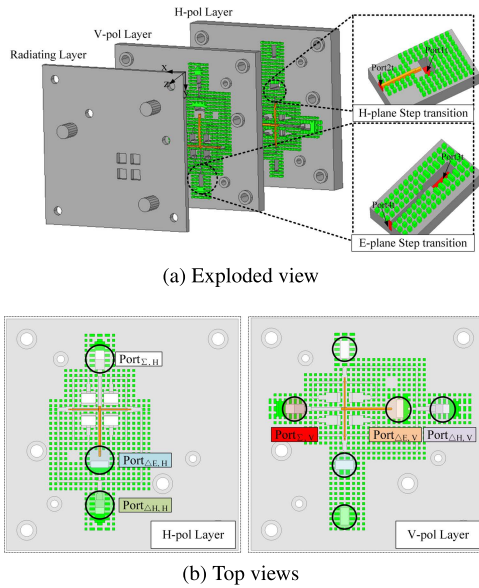 H-pol Layer
V-pol Layer
Radiating Layer
X
Z
Y
Port1t
Port2t
H-plane Step transition
Port3t
Port4t
E-plane Step transition
(a) Exploded view
PortΣ, H
Port△E, H
Port△H, H
H-pol Layer
PortΣ, V
Port△E, V
Port△H, V
V-pol Layer
(b) Top views